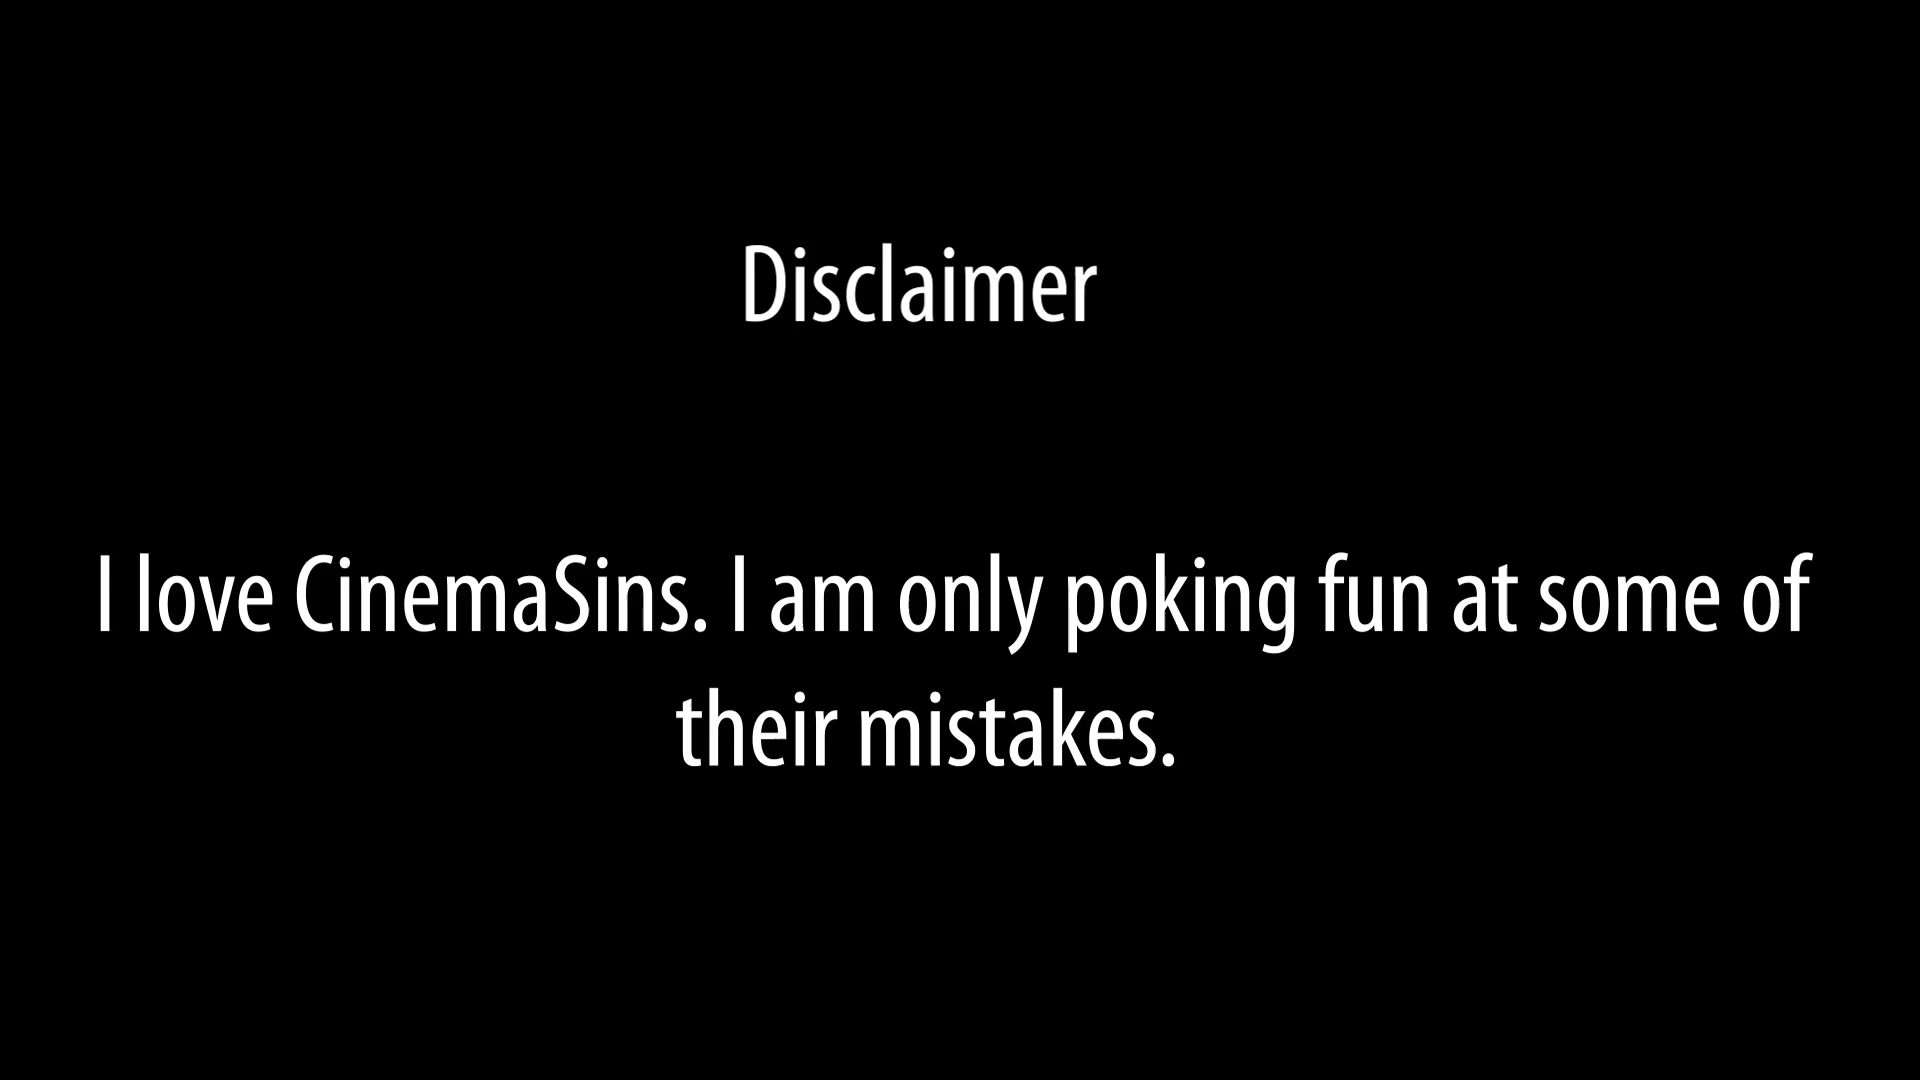 Disclaimer
I love CinemaSins. I am only poking fun at some of
their mistakes.